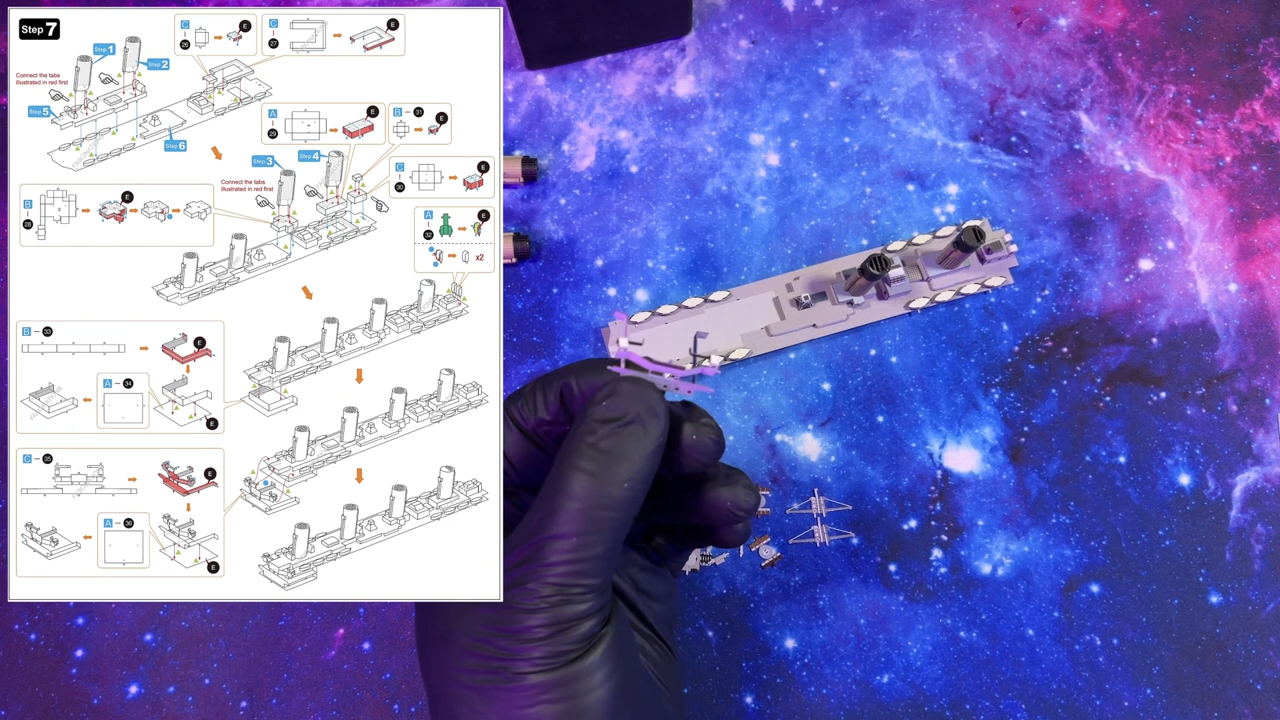 Step 7
C
26
E
C
27
E
Step 1
Step 2
Connect the tabs
illustrated in red first
Step 5
Step 6
A
29
E
B
31
E
Step 3
Step 4
Connect the tabs
illustrated in red first
C
30
E
B
28
E
A
32
E
x2
B - 33
E
A - 34
E
C - 35
E
A - 36
E